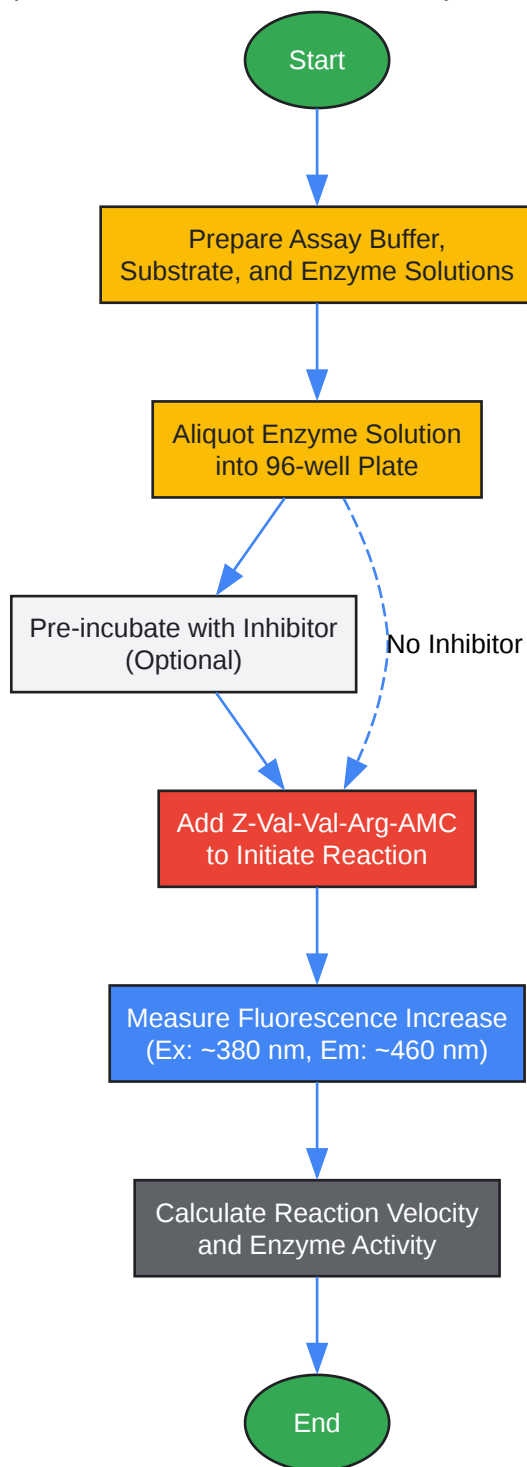 Start
Prepare Assay Buffer,
Substrate, and Enzyme Solutions
Aliquot Enzyme Solution
into 96-well Plate
Pre-incubate with Inhibitor
(Optional)
No Inhibitor
Add Z-Val-Val-Arg-AMC
to Initiate Reaction
Measure Fluorescence Increase
(Ex: ~380 nm, Em: ~460 nm)
Calculate Reaction Velocity
and Enzyme Activity
End